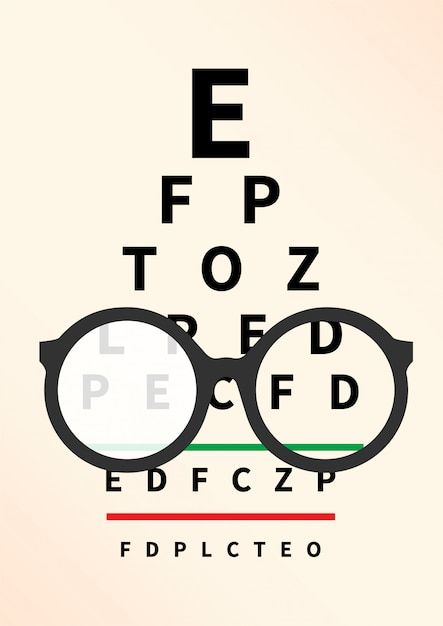 E
F P
T O Z
L P E D
P E C F D
E D F C Z P
F D P L C T E O